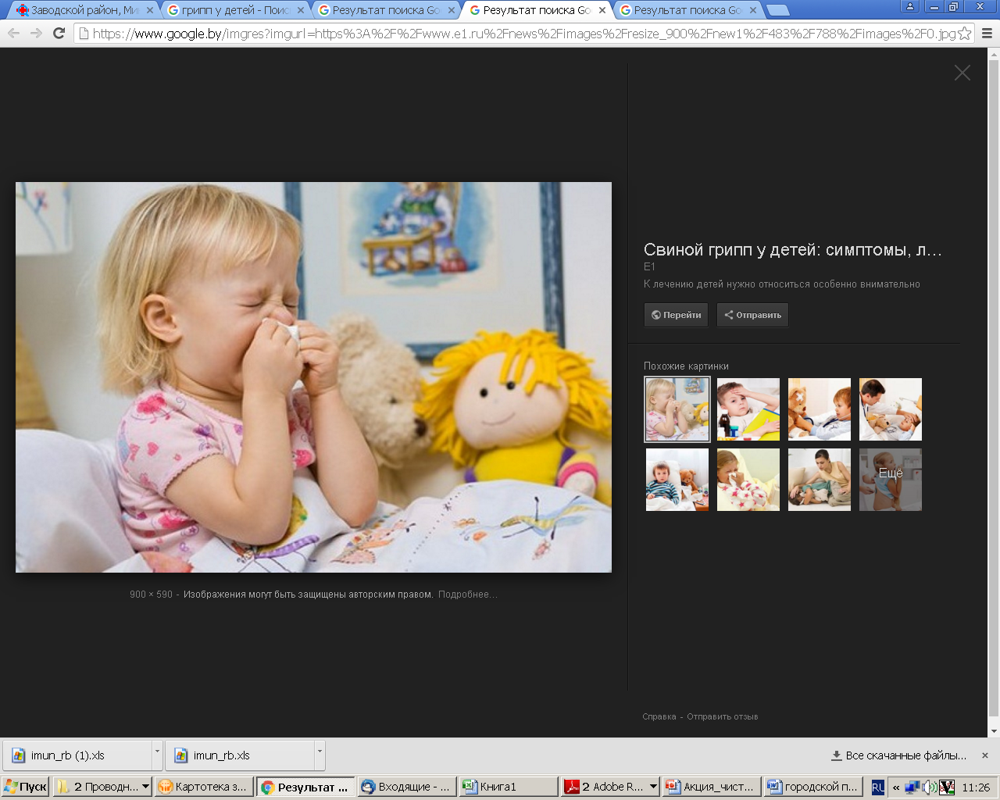 Заводской район, Ми
грипп у детей - Поис
Результат поиска Go
Результат поиска Go
Результат поиска Go
https://www.google.by/imgres?imgurl=https%3A%2F%2Fwww.e1.ru%2Fnews%2Fimages%2Fresize_900%2Fnew1%2F483%2F788%2Fimages%2F0.jpg
Свиной грипп у детей: симптомы, л...
E1
К лечению детей нужно относиться особенно внимательно
Перейти
Отправить
Похожие картинки
Ещё
900 × 590 - Изображения могут быть защищены авторским правом. Подробнее...
Справка - Отправить отзыв
imun_rb (1).xls
imun_rb.xls
Все скачанные файлы...
Пуск
2 Проводн...
Картотека з...
Результат ...
Входящие - ...
Книга1
2 Adobe R...
Акция_чист...
городской п...
RU
«
11:26